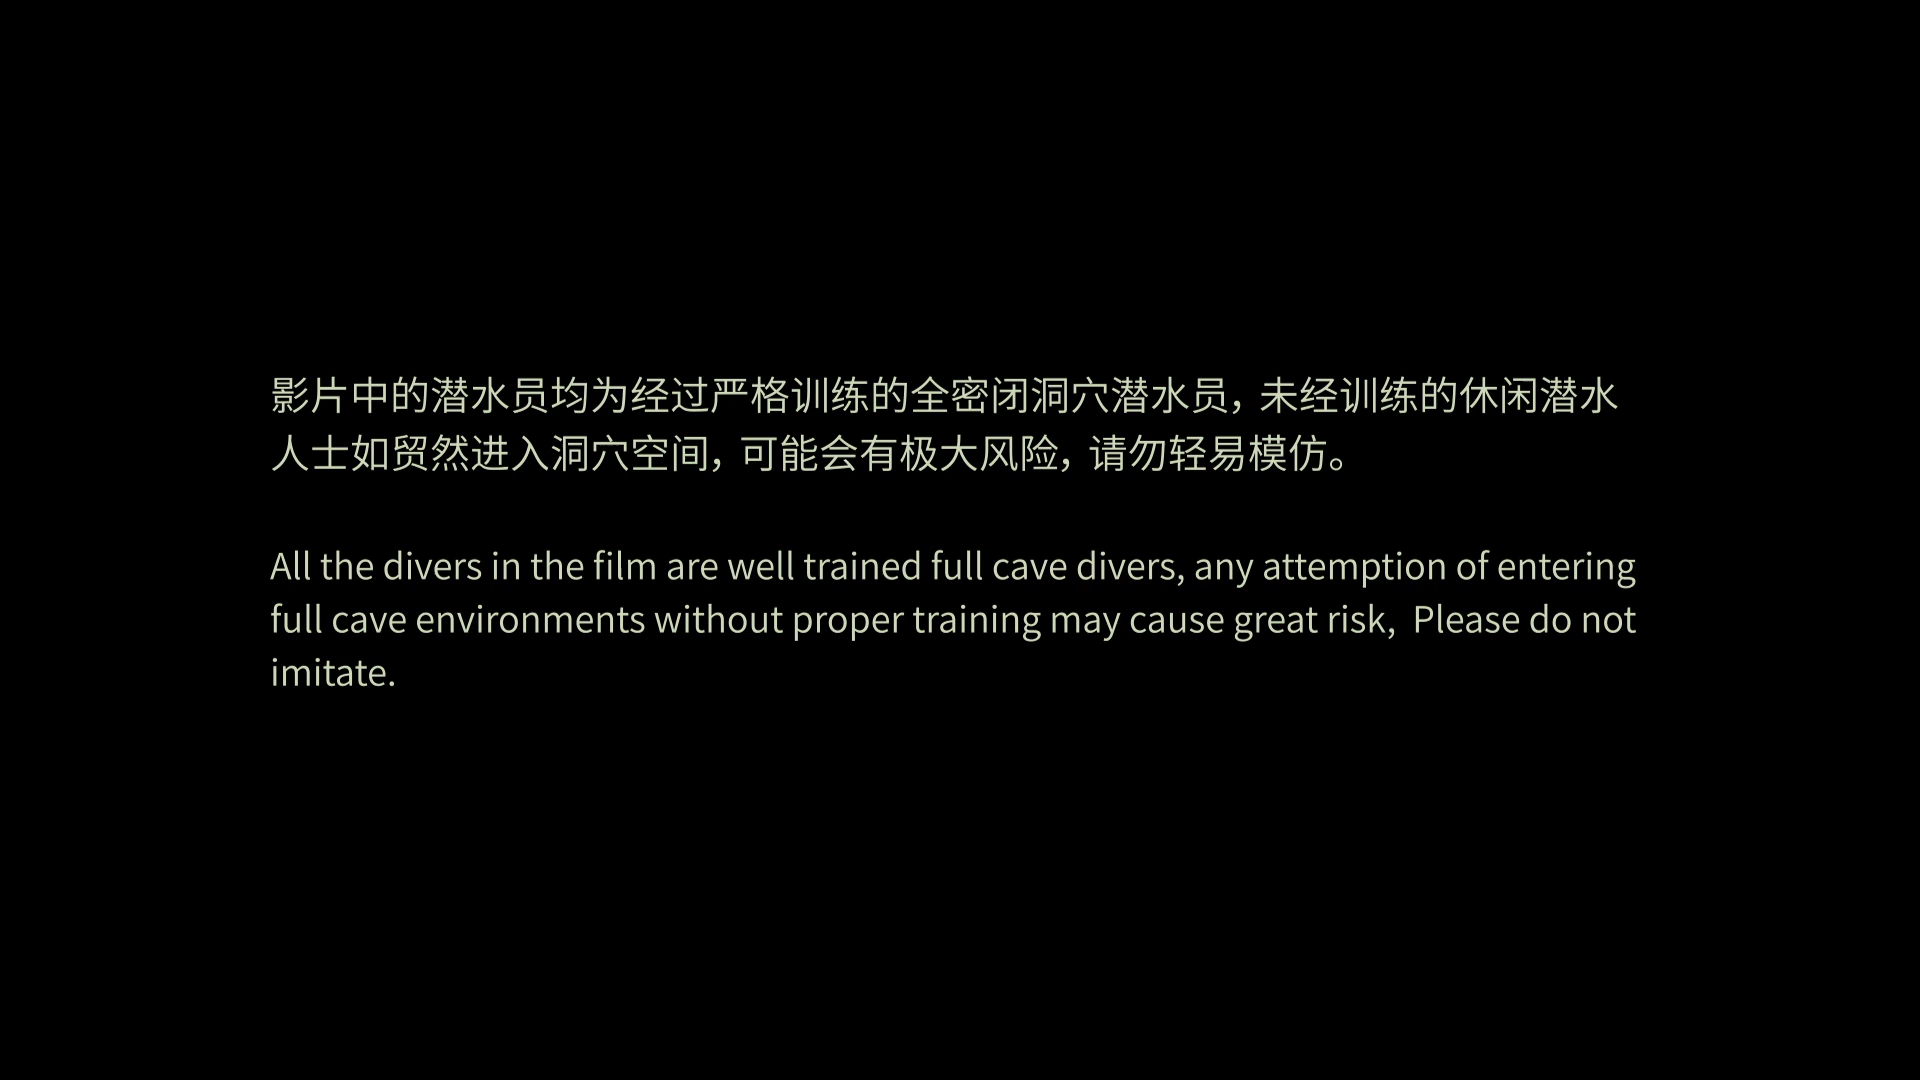 影片中的潜水员均为经过严格训练的全密闭洞穴潜水员，未经训练的休闲潜水
人士如贸然进入洞穴空间，可能会有极大风险，请勿轻易模仿。
All the divers in the film are well trained full cave divers, any attemption of entering
full cave environments without proper training may cause great risk,  Please do not
imitate.